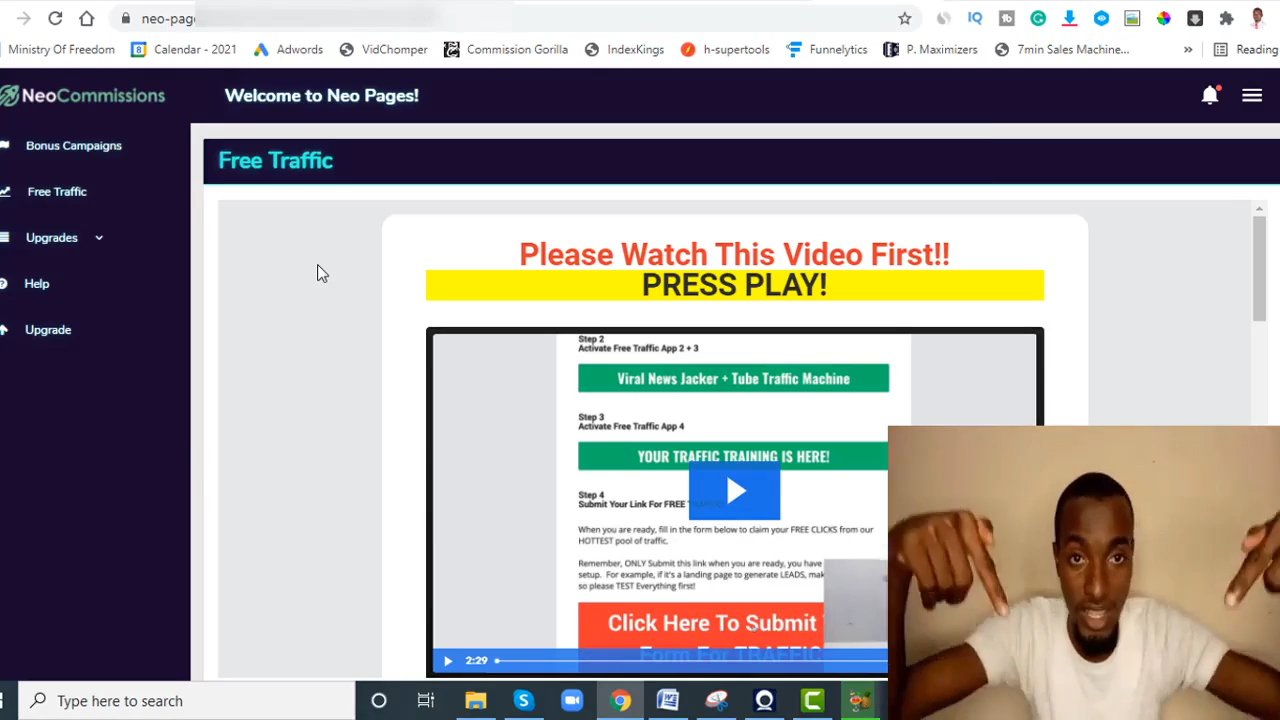 neo-page
Ministry Of Freedom
8
Calendar - 2021
Adwords
VidChomper
Commission Gorilla
IndexKings
h-supertools
Funnelytics
P. Maximizers
7min Sales Machine...
»
Reading
NeoCommissions
Welcome to Neo Pages!
Bonus Campaigns
Free Traffic
Upgrades
Help
Upgrade
Free Traffic
Please Watch This Video First!!
PRESS PLAY!
Step 2
Activate Free Traffic App 2 + 3
Viral News Jacker + Tube Traffic Machine
Step 3
Activate Free Traffic App 4
YOUR TRAFFIC TRAINING IS HERE!
Step 4
Submit Your Link For FREE
When you are ready, fill in the form below to claim your FREE CLICKS from our
HOTTEST pool of traffic.
Remember, ONLY Submit this link when you are ready, you have
setup. For example, if it's a landing page to generate LEADS, mak
so please TEST Everything first!
Click Here To Submit
Form For TRAFFIC
2:29
Type here to search